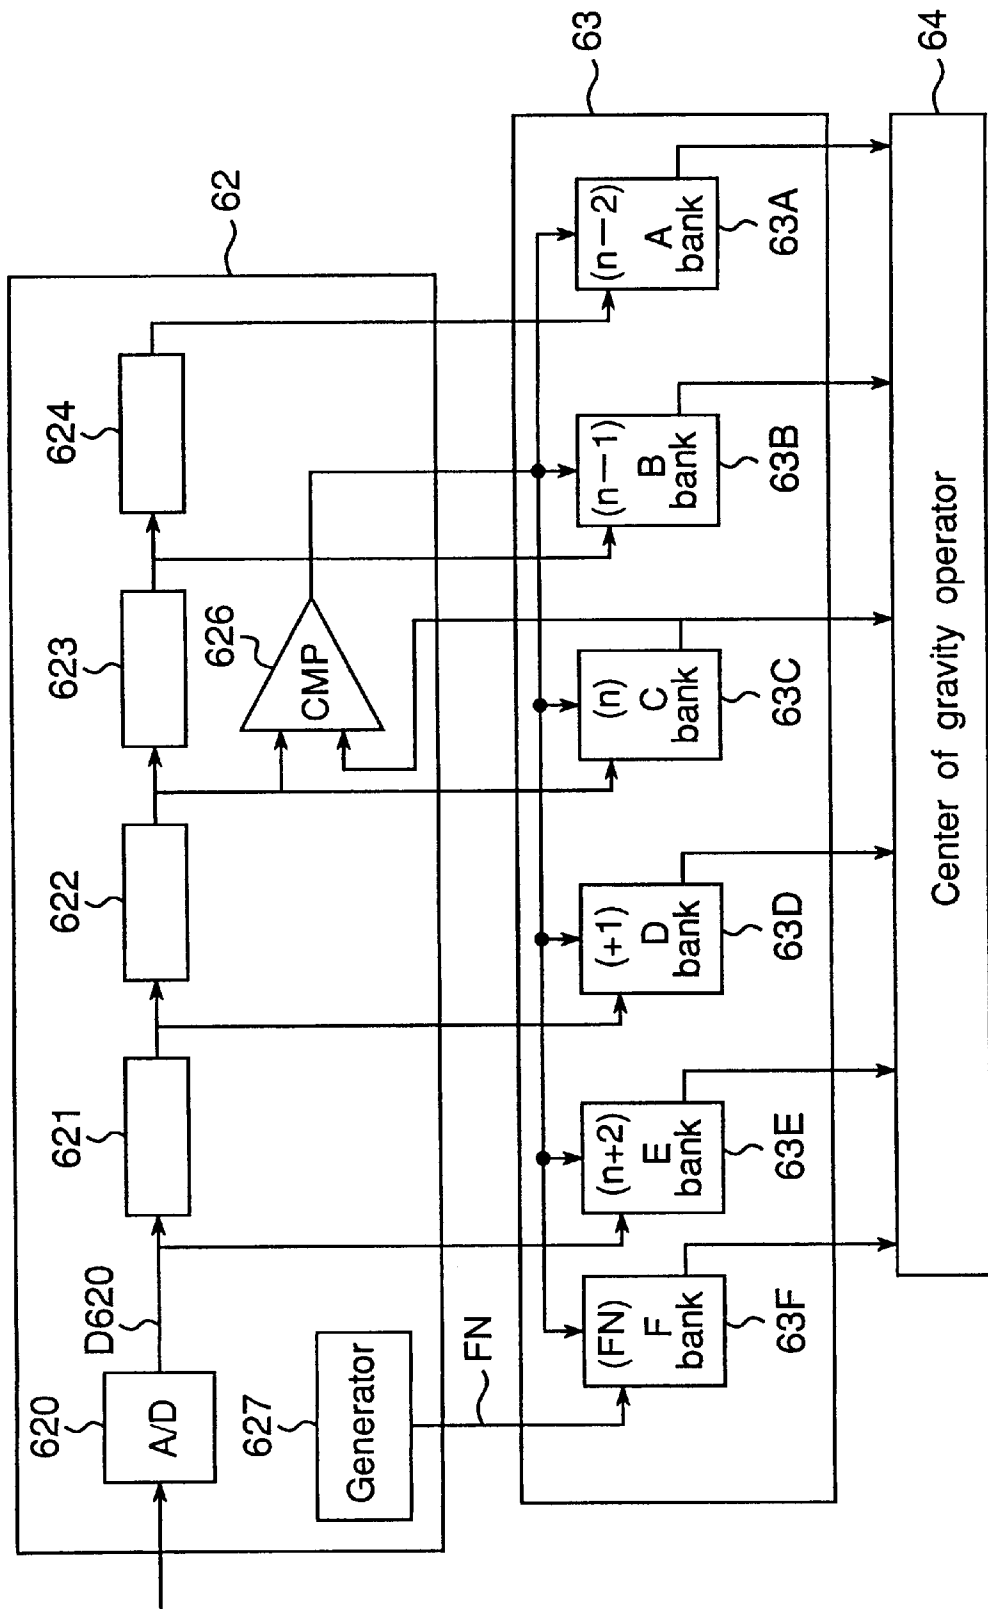 62
620
A/D
D620
621
622
623
624
627
Generator
626
CMP
FN
63
(FN)
F
bank
63F
(n+2)
E
bank
63E
(+1)
D
bank
63D
(n)
C
bank
63C
(n−1)
B
bank
63B
(n−2)
A
bank
63A
64
Center of gravity operator